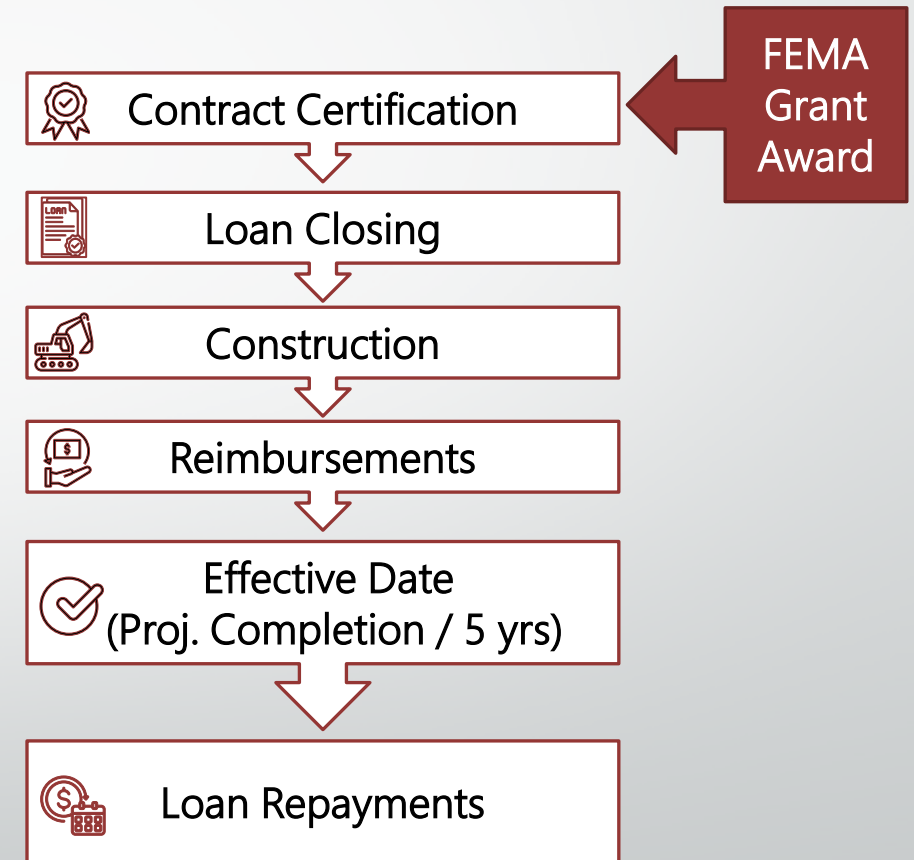 FEMA
Grant
Award
Contract Certification
LOAN
Loan Closing
Construction
$
Reimbursements
Effective Date
(Proj. Completion / 5 yrs)
$
Loan Repayments